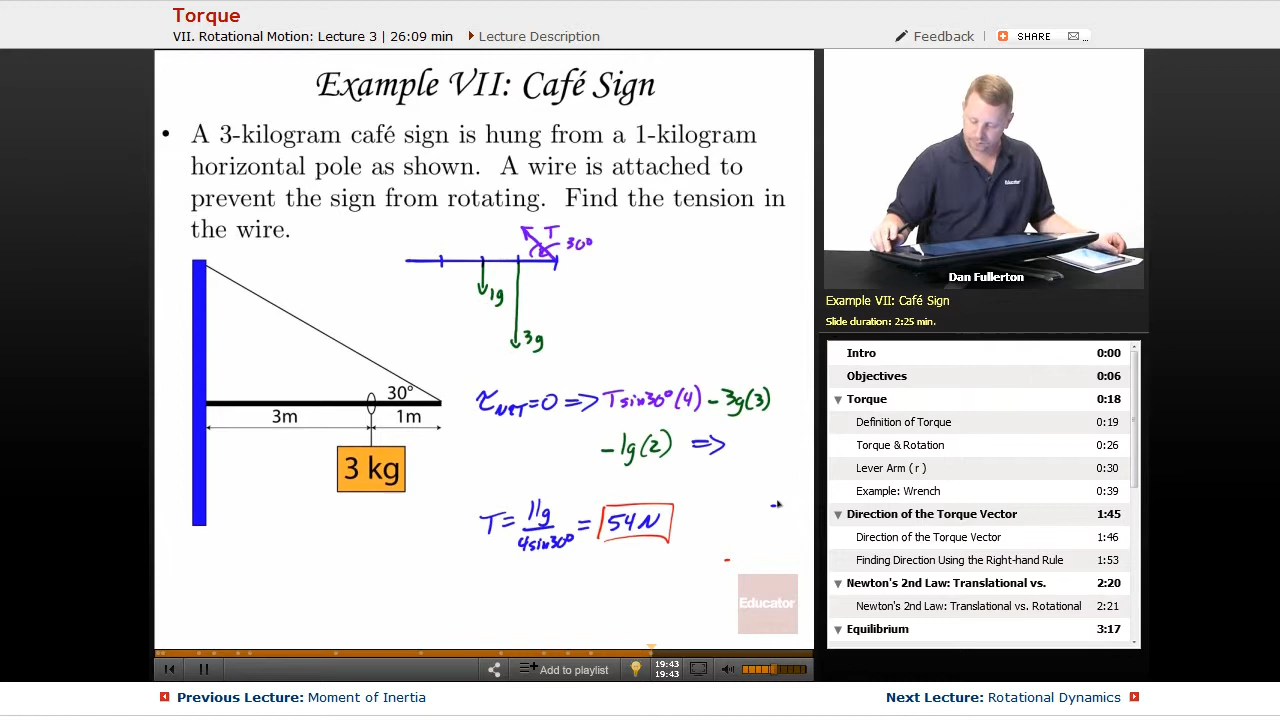 Torque
VII. Rotational Motion: Lecture 3 | 26:09 min
Lecture Description
Feedback
SHARE
Example VII: Café Sign
• A 3-kilogram café sign is hung from a 1-kilogram
horizontal pole as shown. A wire is attached to
prevent the sign from rotating. Find the tension in
the wire.
T
30°
1g
3g
30°
3m
1m
3 kg
τNET=0 => Tsin30°(4) -3g(3)
-1g(2) =>
T= 11g / 4sin30° = 54N
Educator
Educator
Dan Fullerton
Example VII: Café Sign
Slide duration: 2:25 min.
Intro 0:00
Objectives 0:06
Torque 0:18
Definition of Torque 0:19
Torque & Rotation 0:26
Lever Arm ( r ) 0:30
Example: Wrench 0:39
Direction of the Torque Vector 1:45
Direction of the Torque Vector 1:46
Finding Direction Using the Right-hand Rule 1:53
Newton's 2nd Law: Translational vs. 2:20
Newton's 2nd Law: Translational vs. Rotational 2:21
Equilibrium 3:17
Add to playlist
19:43
19:43
Previous Lecture: Moment of Inertia
Next Lecture: Rotational Dynamics